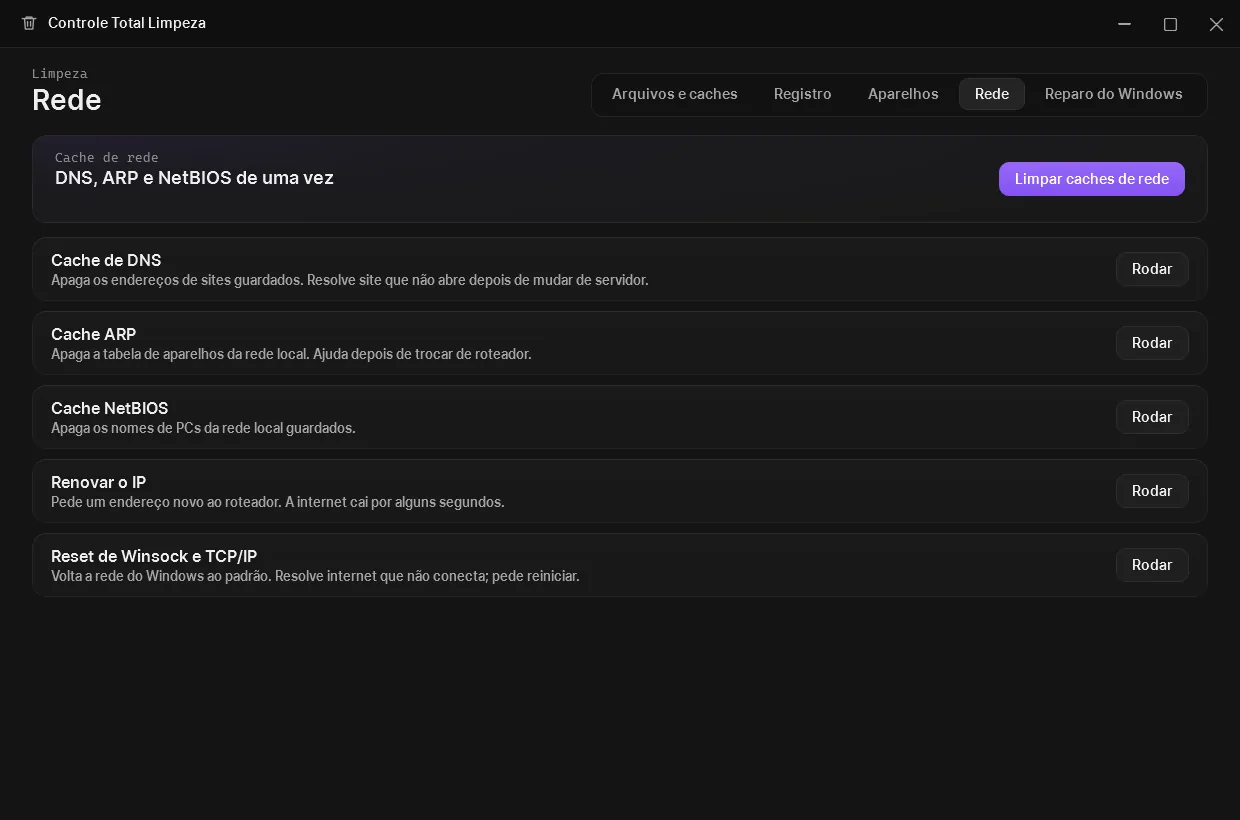 Controle Total Limpeza
Limpeza
Rede
Arquivos e caches
Registro
Aparelhos
Rede
Reparo do Windows
Cache de rede
DNS, ARP e NetBIOS de uma vez
Limpar caches de rede
Cache de DNS
Apaga os endereços de sites guardados. Resolve site que não abre depois de mudar de servidor.
Rodar
Cache ARP
Apaga a tabela de aparelhos da rede local. Ajuda depois de trocar de roteador.
Rodar
Cache NetBIOS
Apaga os nomes de PCs da rede local guardados.
Rodar
Renovar o IP
Pede um endereço novo ao roteador. A internet cai por alguns segundos.
Rodar
Reset de Winsock e TCP/IP
Volta a rede do Windows ao padrão. Resolve internet que não conecta; pede reiniciar.
Rodar